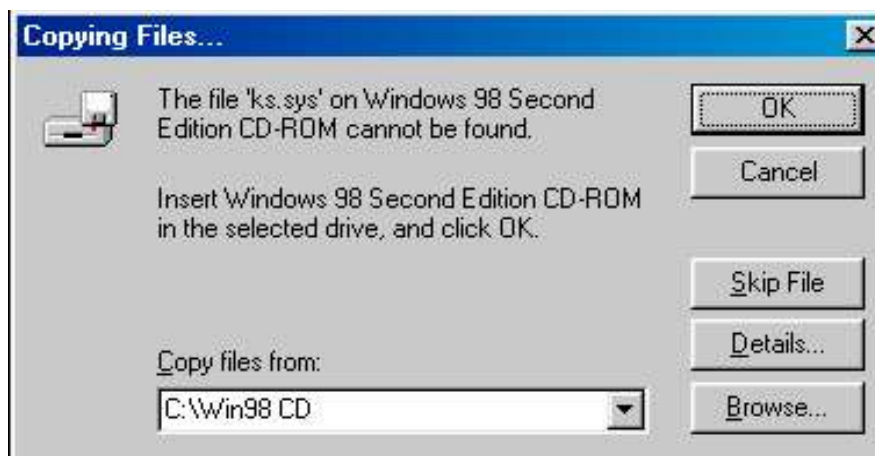 Copying Files...
The file 'ks.sys' on Windows 98 Second
Edition CD-ROM cannot be found.
Insert Windows 98 Second Edition CD-ROM
in the selected drive, and click OK.
Copy files from:
C:\Win98 CD
OK
Cancel
Skip File
Details...
Browse...